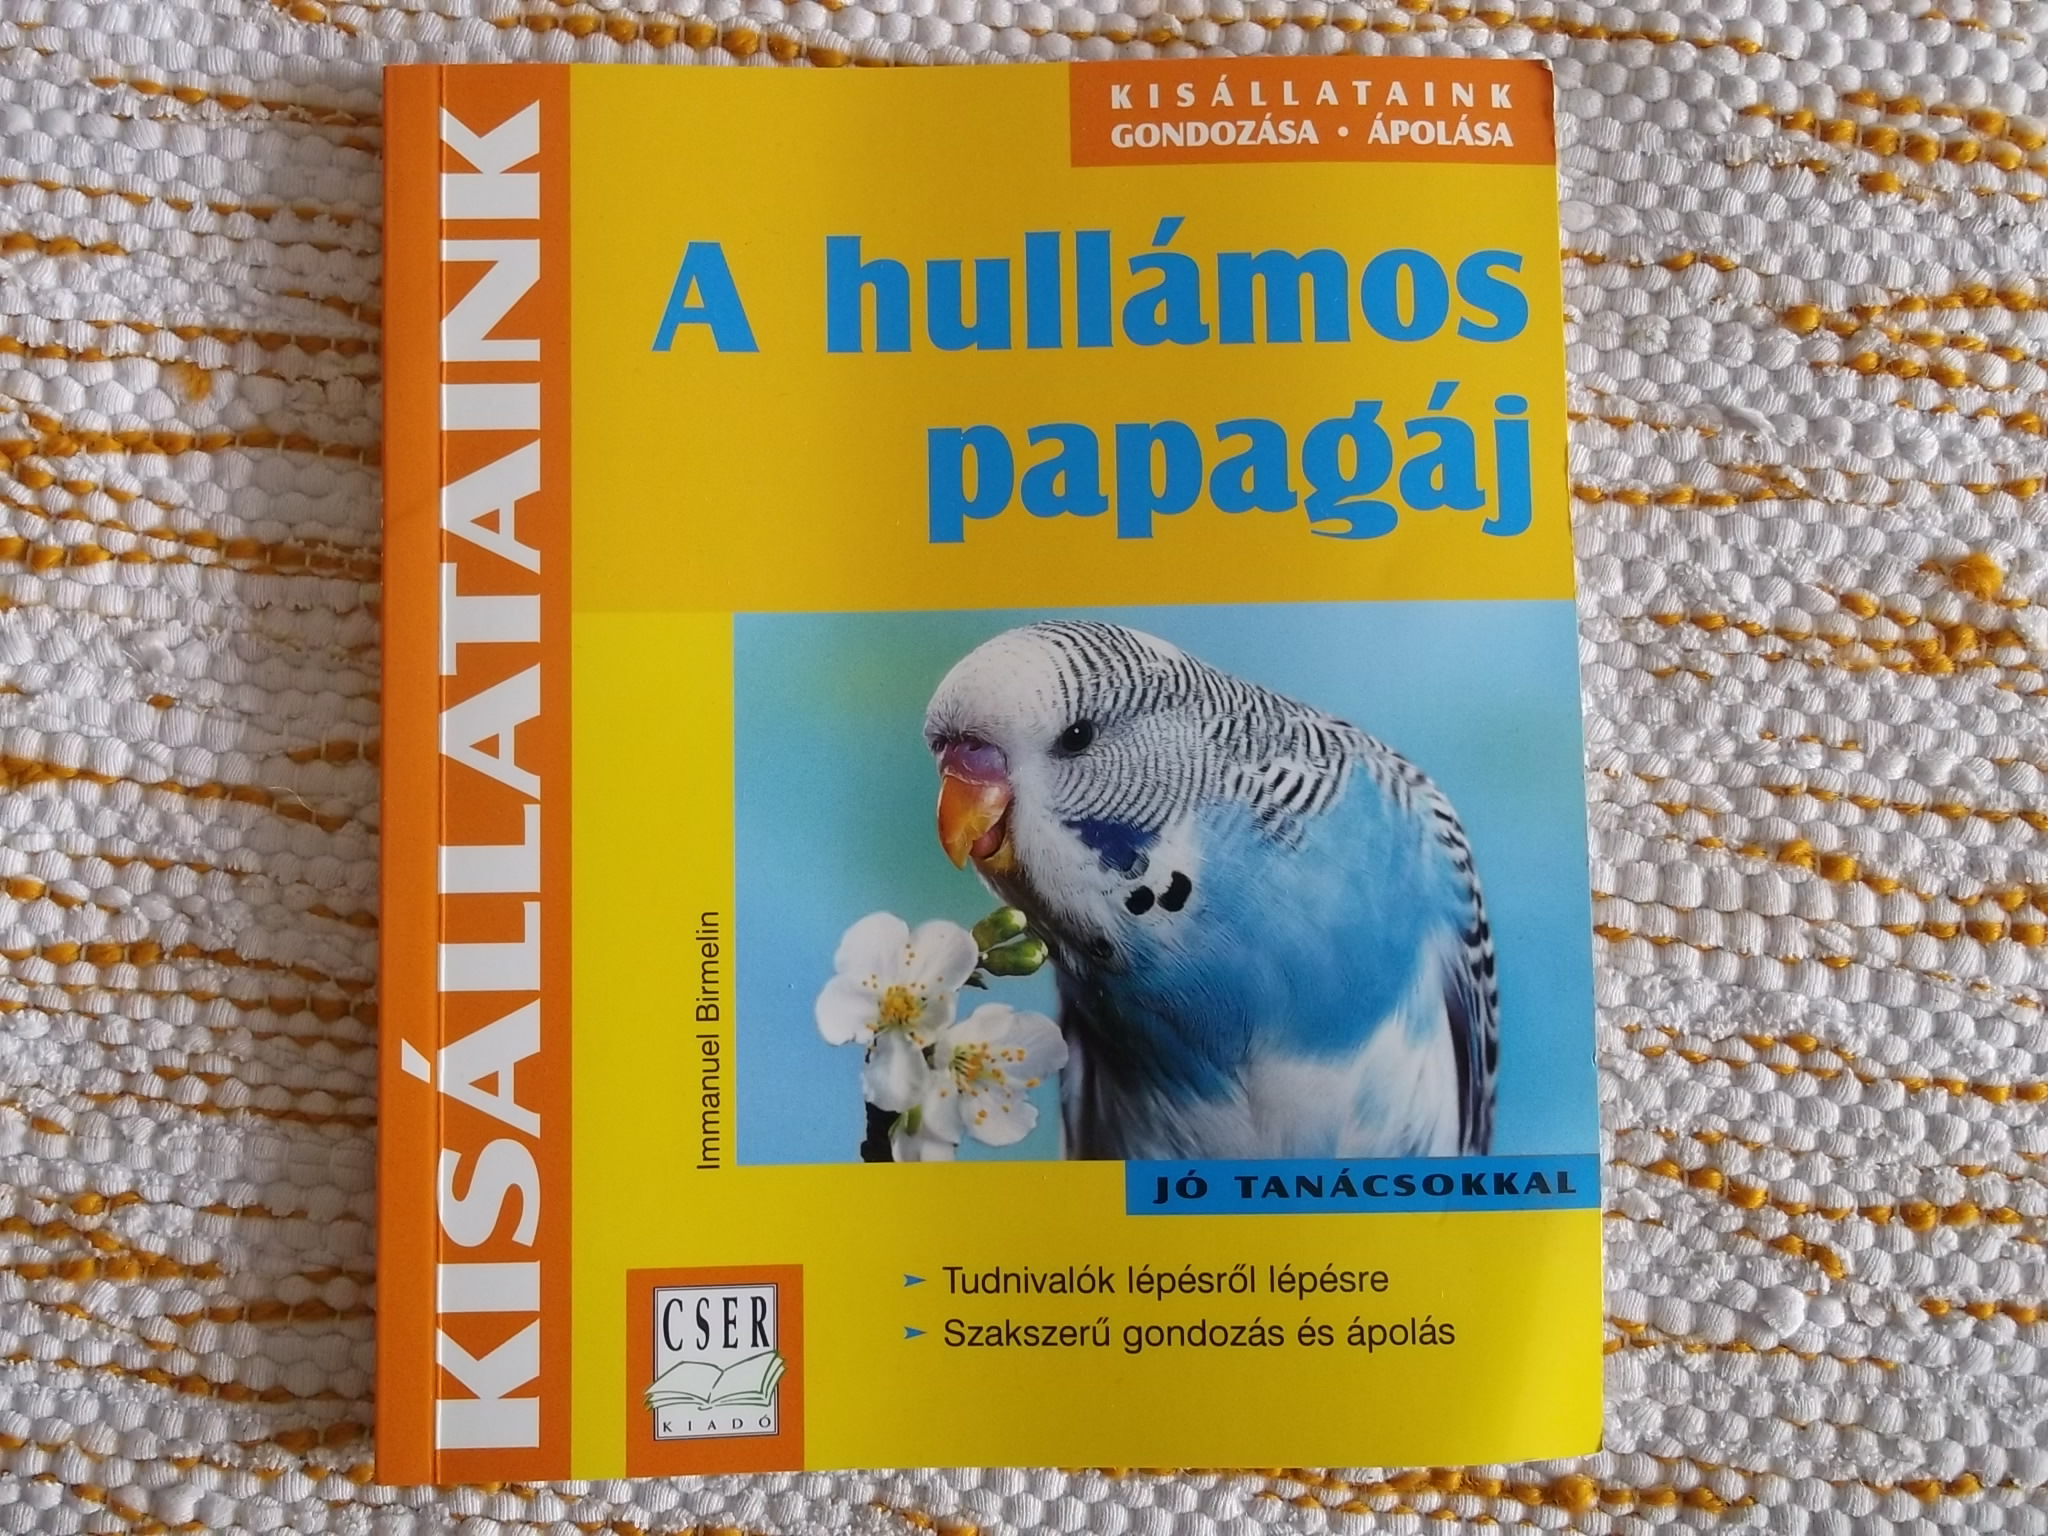 KISÁLLATAINK
KISÁLLATAINK
GONDOZÁSA • ÁPOLÁSA
A hullámos
papagáj
Immanuel Birmelin
JÓ TANÁCSOKKAL
➤ Tudnivalók lépésről lépésre
➤ Szakszerű gondozás és ápolás
CSER
KIADÓ